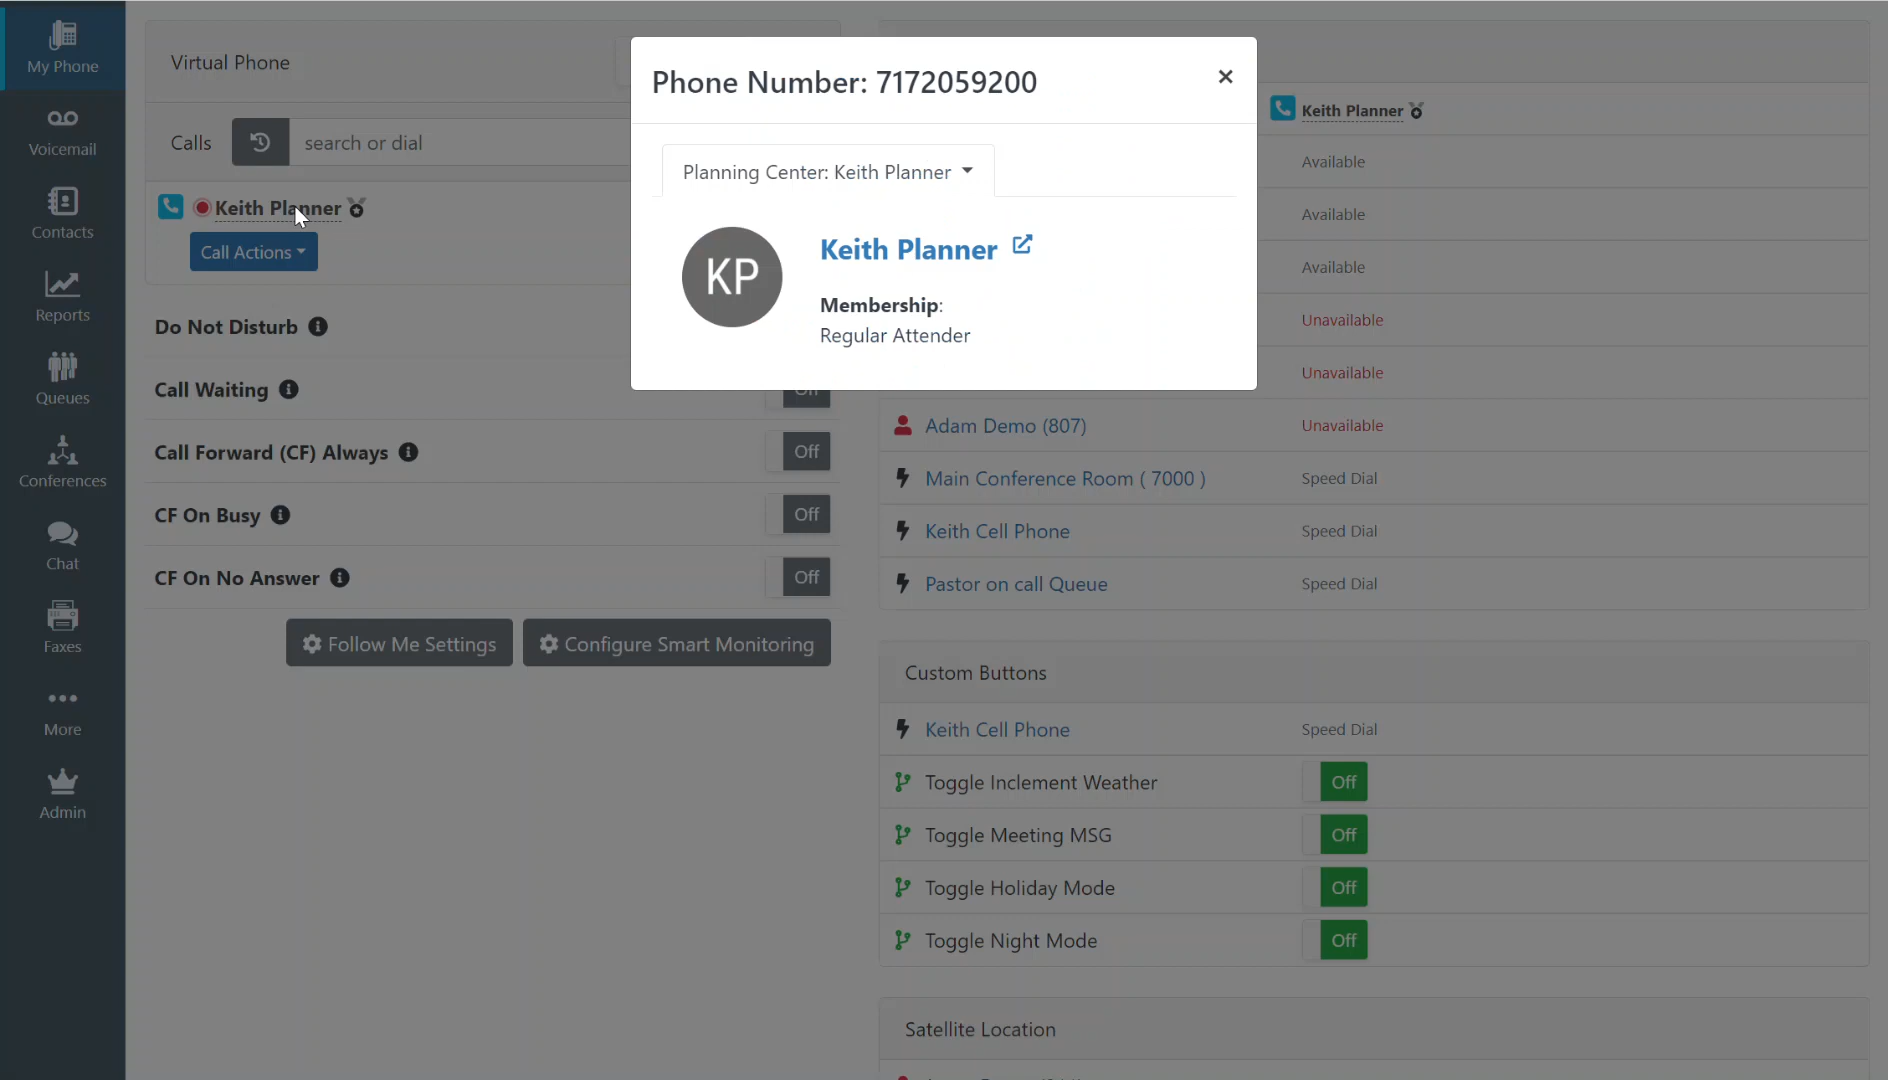 My Phone
Voicemail
Contacts
Reports
Queues
Conferences
Chat
Faxes
More
Admin
Virtual Phone
Calls
search or dial
Keith Planner
Call Actions
Do Not Disturb
Call Waiting
Call Forward (CF) Always Off
CF On Busy Off
CF On No Answer Off
Follow Me Settings
Configure Smart Monitoring
Phone Number: 7172059200
×
Planning Center: Keith Planner
KP
Keith Planner
Membership:
Regular Attender
Keith Planner
Available
Available
Available
Unavailable
Unavailable
Adam Demo (807) Unavailable
Main Conference Room ( 7000 ) Speed Dial
Keith Cell Phone Speed Dial
Pastor on call Queue Speed Dial
Custom Buttons
Keith Cell Phone Speed Dial
Toggle Inclement Weather Off
Toggle Meeting MSG Off
Toggle Holiday Mode Off
Toggle Night Mode Off
Satellite Location